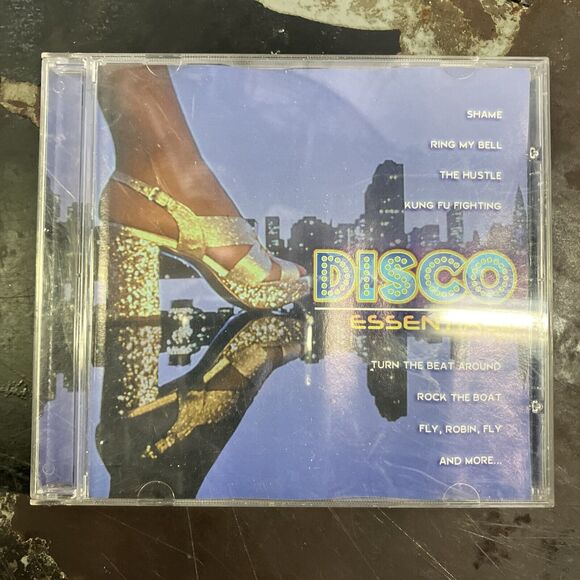 SHAME
RING MY BELL
THE HUSTLE
KUNG FU FIGHTING
DISCO
TURN THE BEAT AROUND
ROCK THE BOAT
FLY, ROBIN, FLY
AND MORE...